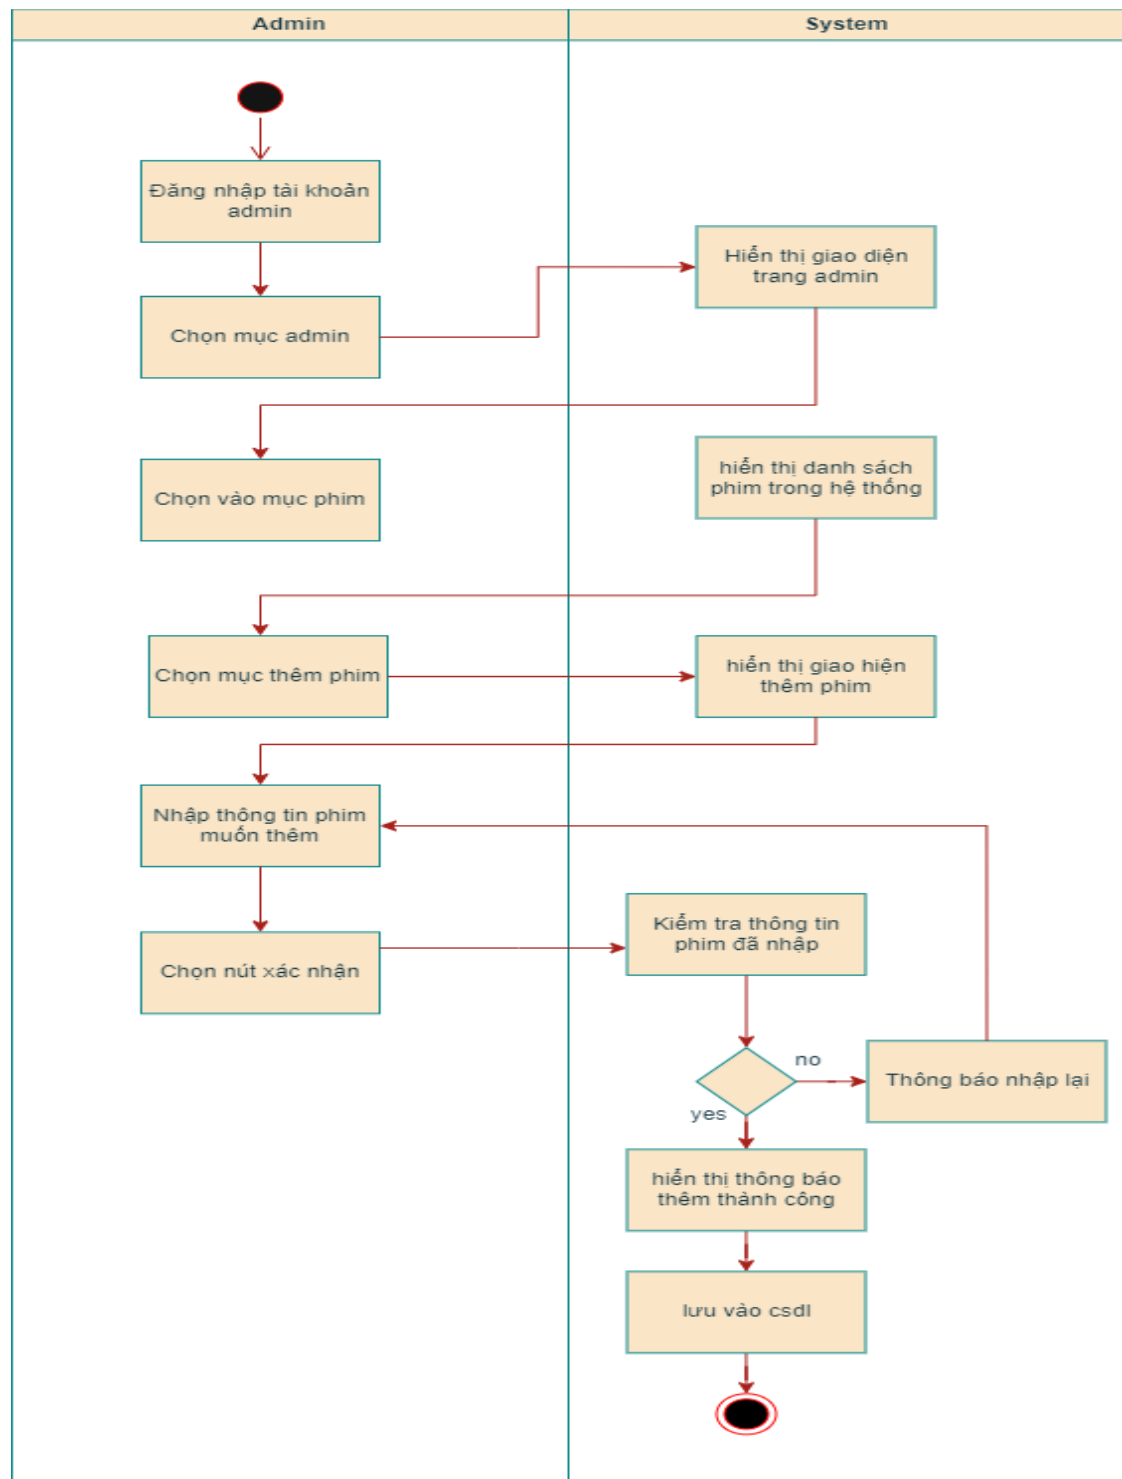 Admin
System
Đăng nhập tài khoản
admin
Hiển thị giao diện
trang admin
Chọn mục admin
hiển thị danh sách
phim trong hệ thống
Chọn vào mục phim
Chọn mục thêm phim
hiển thị giao hiện
thêm phim
Nhập thông tin phim
muốn thêm
Kiểm tra thông tin
phim đã nhập
Chọn nút xác nhận
no
Thông báo nhập lại
yes
hiển thị thông báo
thêm thành công
lưu vào csdl